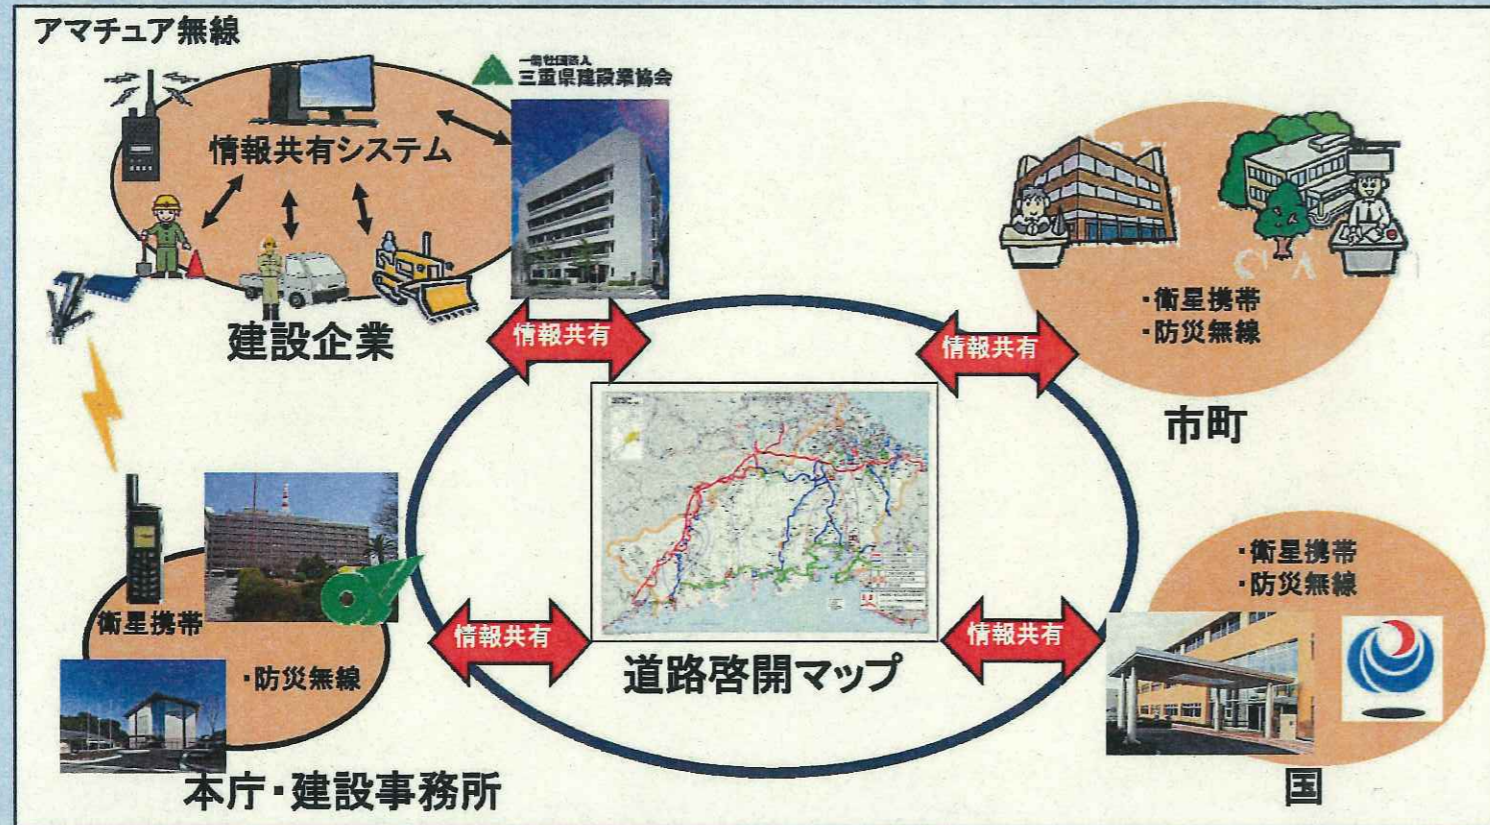 アマチュア無線
一般社団法人
三重県建設業協会
情報共有システム
建設企業
情報共有
情報共有
・衛星携帯
・防災無線
市町
衛星携帯
・防災無線
本庁・建設事務所
情報共有
道路啓開マップ
情報共有
・衛星携帯
・防災無線
国